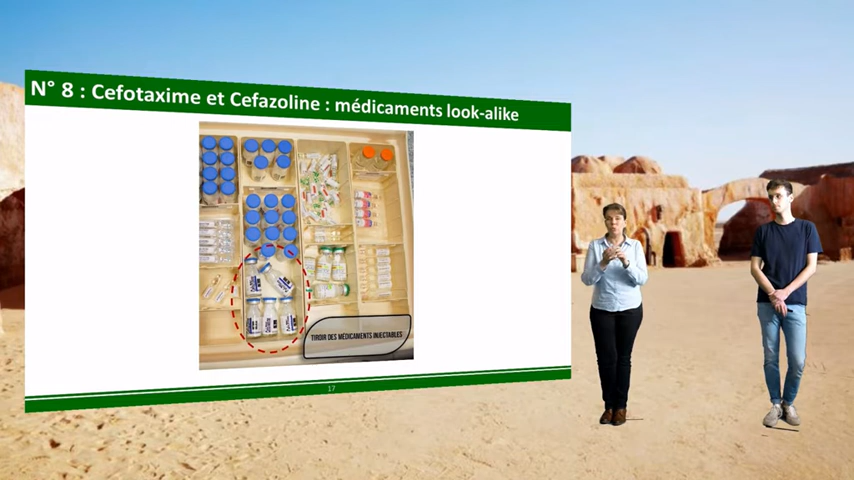 N° 8 : Cefotaxime et Cefazoline : médicaments look-alike
TIROIR DES MÉDICAMENTS INJECTABLES
17